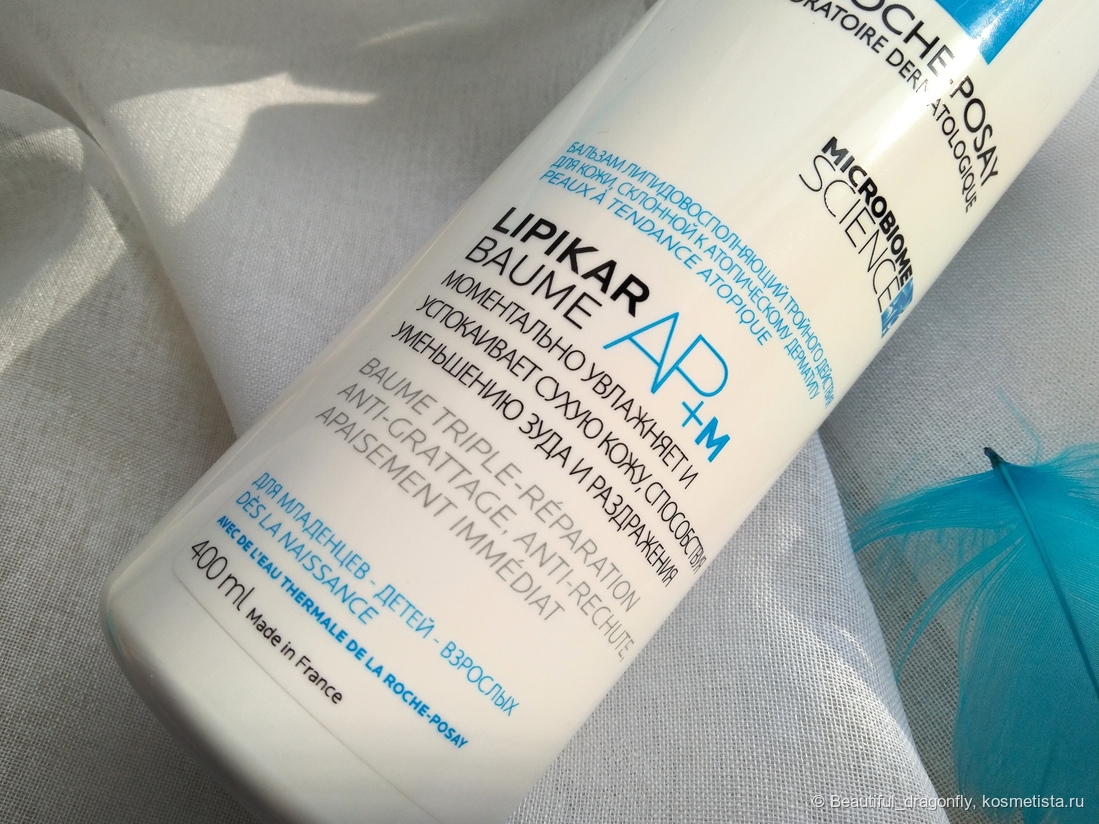 OCHE-POSAY
ORATOIRE DERMATOLOGIQUE
MICROBIOME
SCIENCE
БАЛЬЗАМ ЛИПИДОВОСПОЛНЯЮЩИЙ ТРОЙНОГО ДЕЙСТВИЯ
ДЛЯ КОЖИ, СКЛОННОЙ К АТОПИЧЕСКОМУ ДЕРМАТИТУ
PEAUX À TENDANCE ATOPIQUE
LIPIKAR
BAUME AP+M
МОМЕНТАЛЬНО УВЛАЖНЯЕТ И
УСПОКАИВАЕТ СУХУЮ КОЖУ, СПОСОБСТВУЯ
УМЕНЬШЕНИЮ ЗУДА И РАЗДРАЖЕНИЯ
BAUME TRIPLE-RÉPARATION
ANTI-GRATTAGE, ANTI-RECHUTE,
APAISEMENT IMMÉDIAT
ДЛЯ МЛАДЕНЦЕВ - ДЕТЕЙ - ВЗРОСЛЫХ
DÈS LA NAISSANCE
AVEC DE L'EAU THERMALE DE LA ROCHE-POSAY
400 ml Made in France
© Beautiful_dragonfly, kosmetista.ru